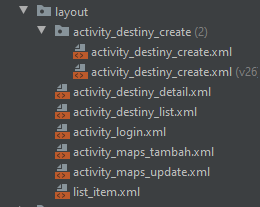 layout
activity_destiny_create (2)
activity_destiny_create.xml
activity_destiny_create.xml (v26
activity_destiny_detail.xml
activity_destiny_list.xml
activity_login.xml
activity_maps_tambah.xml
activity_maps_update.xml
list_item.xml